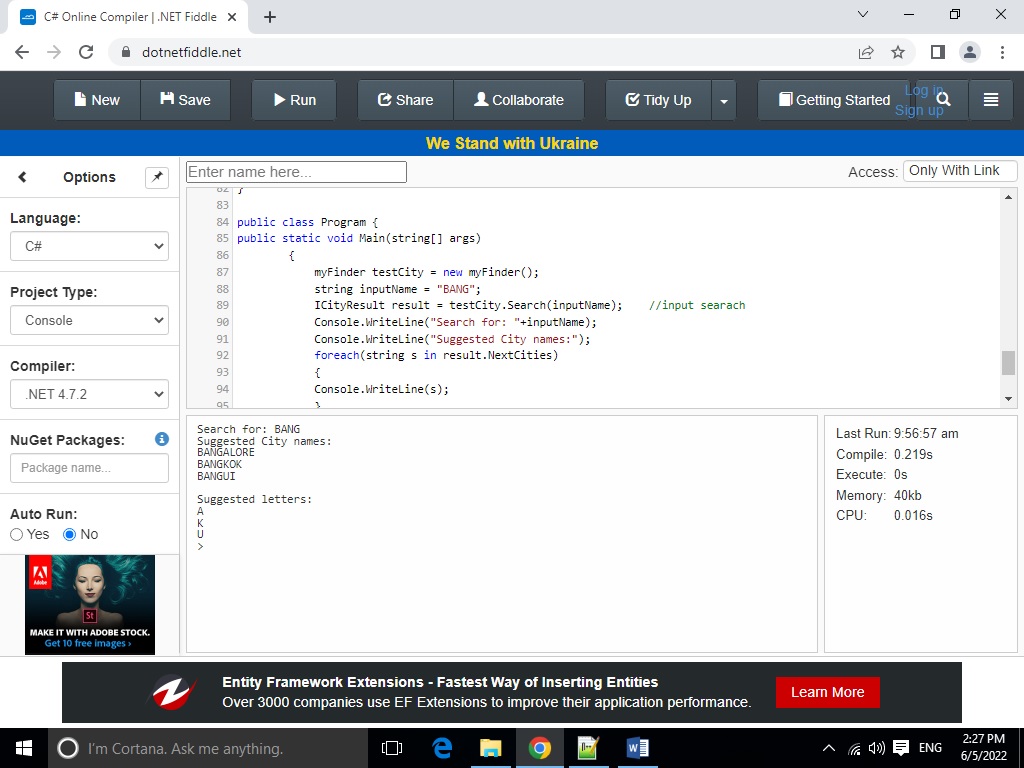 C# Online Compiler | .NET Fiddle
dotnetfiddle.net
New
Save
Run
Share
Collaborate
Tidy Up
Getting Started
Log in
Sign up
We Stand with Ukraine
Options
Enter name here...
Access: Only With Link
Language:
C#
Project Type:
Console
Compiler:
.NET 4.7.2
NuGet Packages:
Package name...
Auto Run:
Yes No
82 }
83
84 public class Program {
85 public static void Main(string[] args)
86 {
87 myFinder testCity = new myFinder();
88 string inputName = "BANG";
89 ICityResult result = testCity.Search(inputName); //input searach
90 Console.WriteLine("Search for: "+inputName);
91 Console.WriteLine("Suggested City names:");
92 foreach(string s in result.NextCities)
93 {
94 Console.WriteLine(s);
95 }
Search for: BANG
Suggested City names:
BANGALORE
BANGKOK
BANGUI
Suggested letters:
A
K
U
>
Last Run: 9:56:57 am
Compile: 0.219s
Execute: 0s
Memory: 40kb
CPU: 0.016s
Adobe
St
MAKE IT WITH ADOBE STOCK.
Get 10 free images ›
Entity Framework Extensions - Fastest Way of Inserting Entities
Over 3000 companies use EF Extensions to improve their application performance.
Learn More
I'm Cortana. Ask me anything.
ENG
2:27 PM
6/5/2022